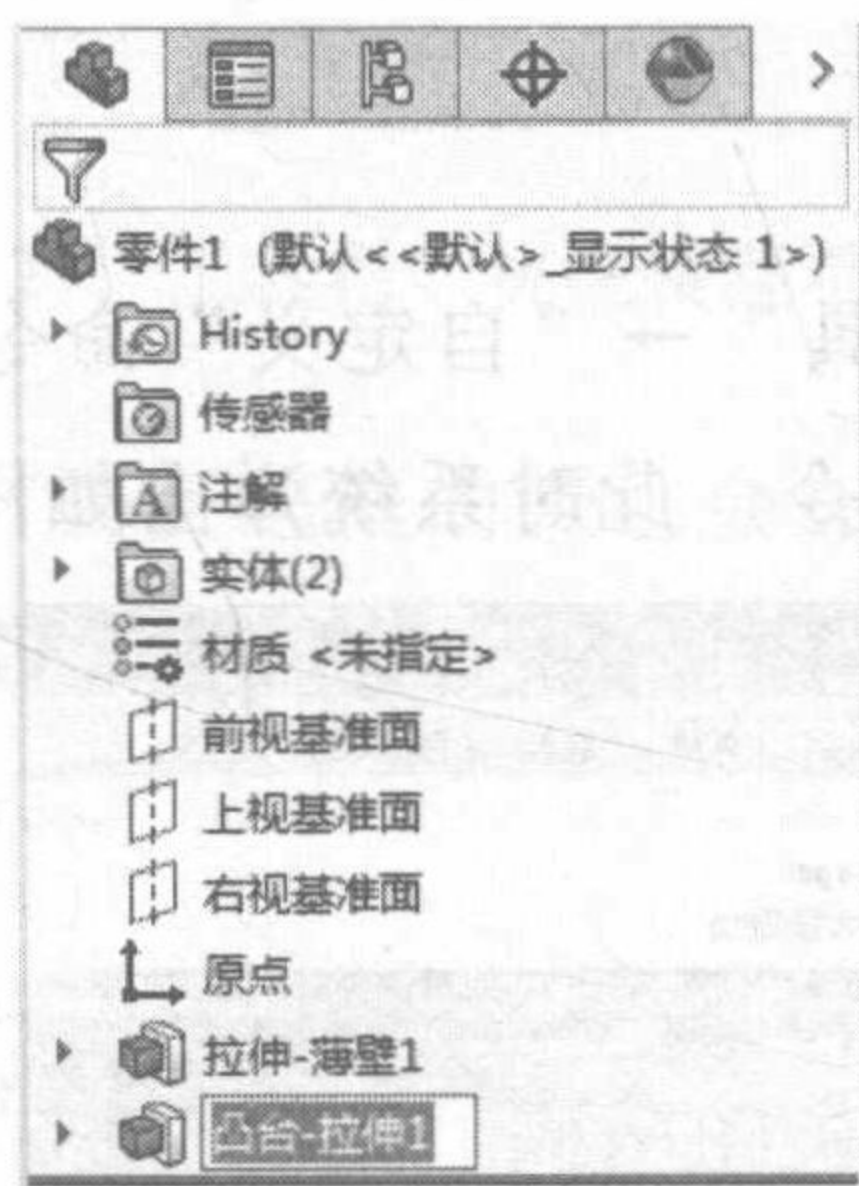 零件1 (默认<<默认>_显示状态 1>)
History
传感器
注解
实体(2)
材质 <未指定>
前视基准面
上视基准面
右视基准面
原点
拉伸-薄壁1
凸台-拉伸1